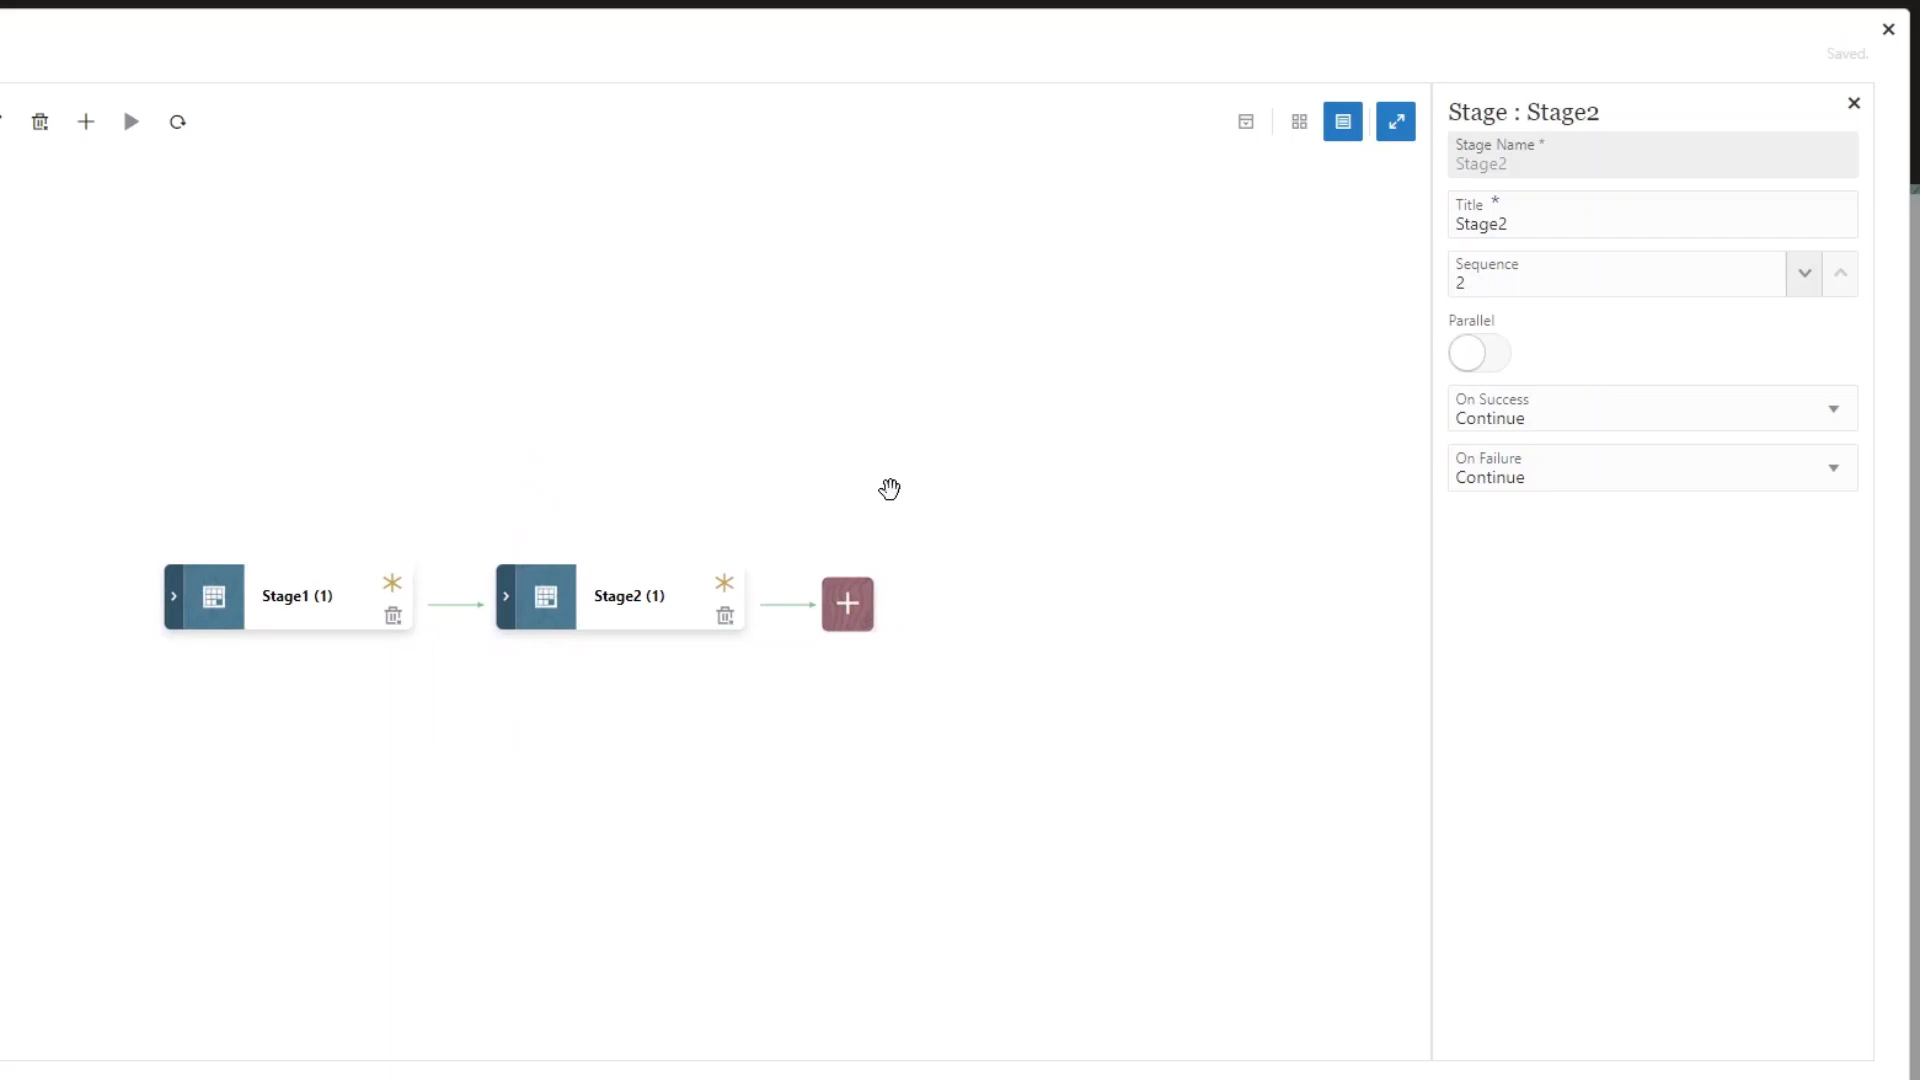 Saved.
Stage : Stage2
Stage Name *
Stage2
Title *
Stage2
Sequence
2
Parallel
On Success
Continue
On Failure
Continue
Stage1 (1)
Stage2 (1)